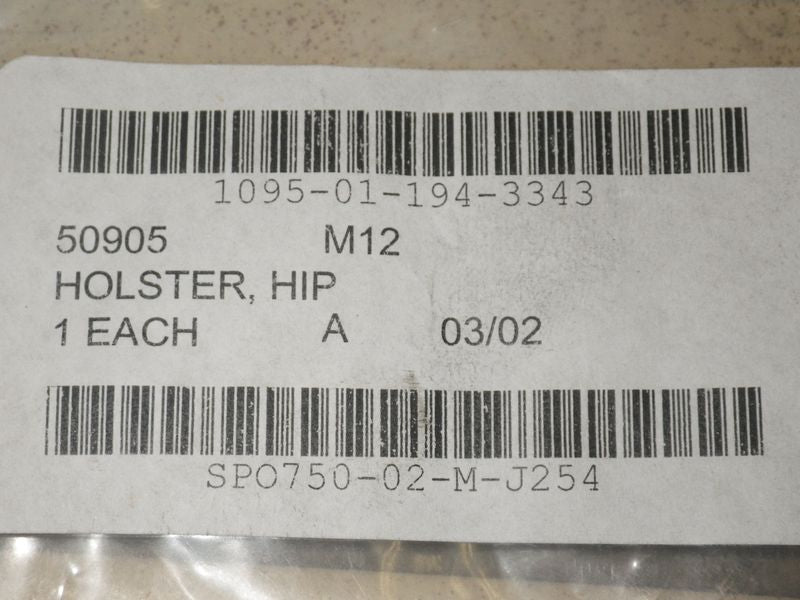 1095-01-194-3343
50905 M12
HOLSTER, HIP
1 EACH A 03/02
SPO750-02-M-J254